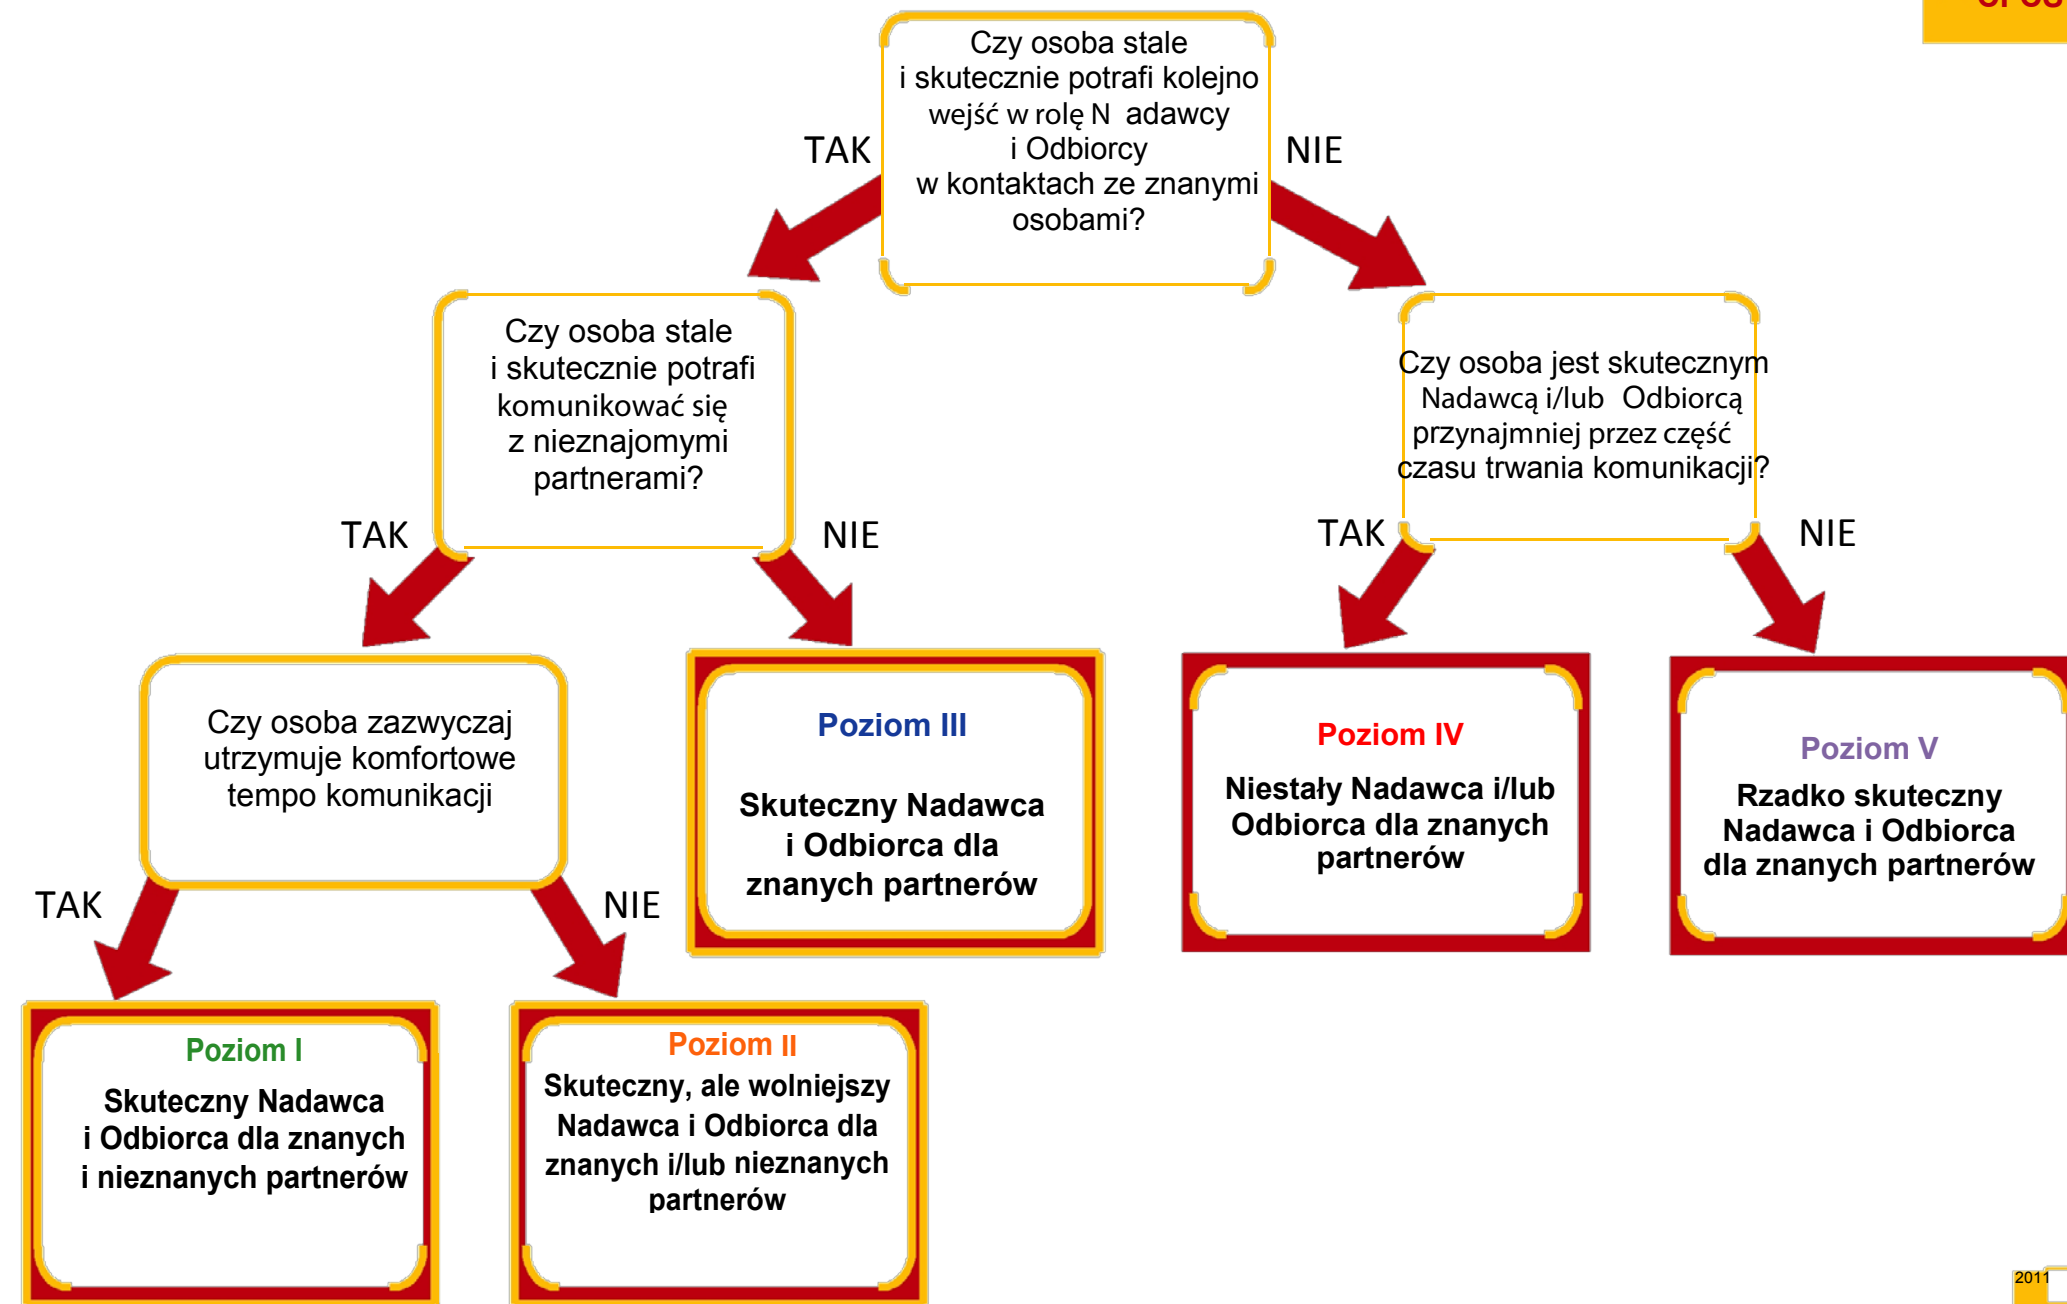 Czy osoba stale
i skutecznie potrafi kolejno
wejść w rolę N adawcy
i Odbiorcy
w kontaktach ze znanymi
osobami?
TAK
NIE
Czy osoba stale
i skutecznie potrafi
komunikować się
z nieznajomymi
partnerami?
Czy osoba jest skutecznym
Nadawcą i/lub Odbiorcą
przynajmniej przez część
czasu trwania komunikacji?
TAK
NIE
TAK
NIE
Czy osoba zazwyczaj
utrzymuje komfortowe
tempo komunikacji
Poziom III
Skuteczny Nadawca
i Odbiorca dla
znanych partnerów
Poziom IV
Niestały Nadawca i/lub
Odbiorca dla znanych
partnerów
Poziom V
Rzadko skuteczny
Nadawca i Odbiorca
dla znanych partnerów
TAK
NIE
Poziom I
Skuteczny Nadawca
i Odbiorca dla znanych
i nieznanych partnerów
Poziom II
Skuteczny, ale wolniejszy
Nadawca i Odbiorca dla
znanych i/lub nieznanych
partnerów
2011